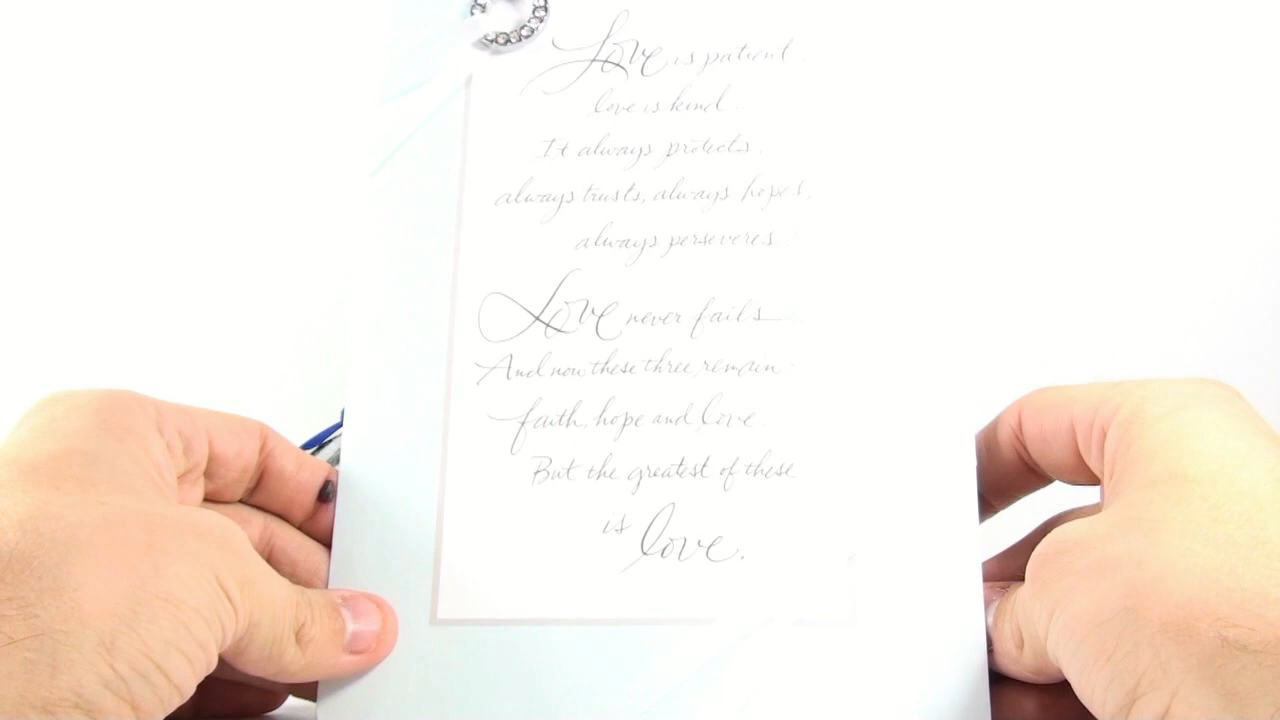 Love is patient.
love is kind.
It always protects.
always trusts, always hopes,
always perseveres.
Love never fails
And now these three remain
faith, hope and love.
But the greatest of these
is love.